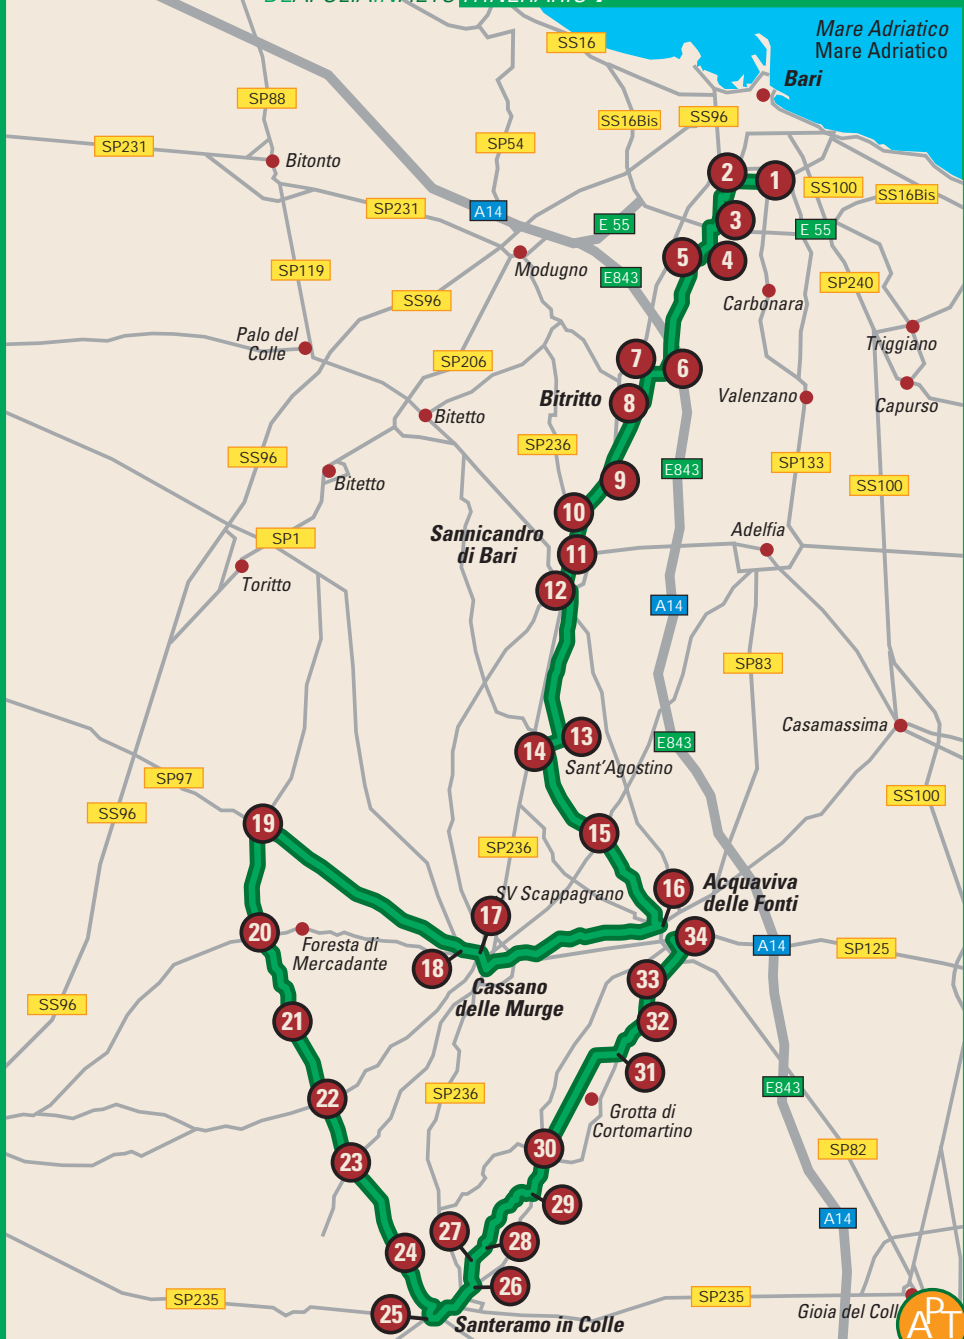 ITINERARIO
Mare Adriatico
Mare Adriatico
SS16
Bari
SP88
SS16Bis
SS96
SP231
SP54
Bitonto
2
1
SS100
SS16Bis
SP231
A14
E 55
3
E 55
Modugno
5
4
SP119
E843
Carbonara
SP240
SS96
Triggiano
Palo del
Colle
SP206
7
6
Bitritto
8
Valenzano
Capurso
Bitetto
SP236
SS96
E843
SP133
Bitetto
9
SS100
10
Sannicandro
di Bari
SP1
Adelfia
11
Toritto
12
A14
SP83
Casamassima
13
14
E843
Sant'Agostino
SP97
SS96
SS100
19
15
SP236
16
Acquaviva
delle Fonti
SV Scappagrano
17
20
34
Foresta di
Mercadante
A14
SP125
18
33
Cassano
delle Murge
SS96
21
32
31
22
SP236
E843
Grotta di
Cortomartino
30
SP82
23
29
A14
27
28
24
26
SP235
SP235
25
Santeramo in Colle
Gioia del Coll
APT